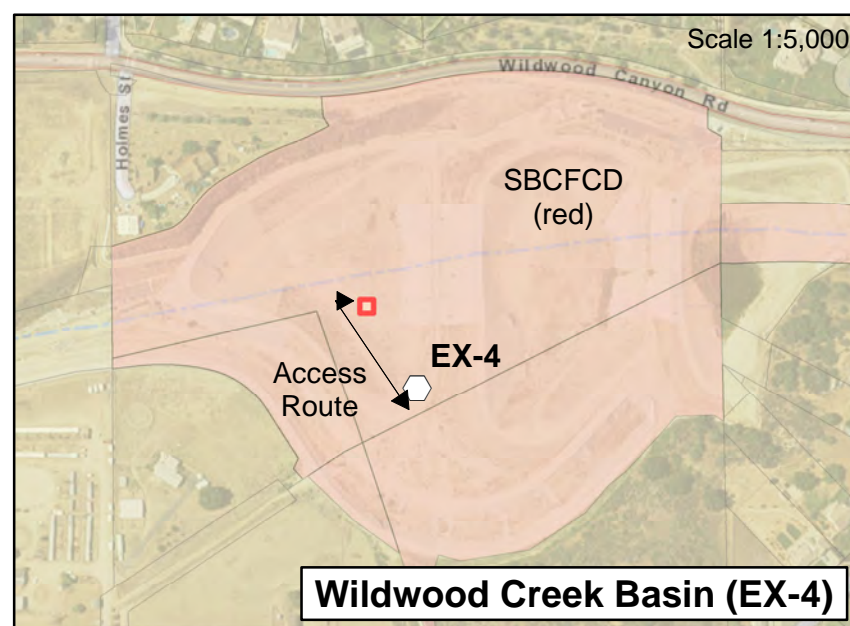 Scale 1:5,000
Wildwood Canyon Rd
Holmes St
SBCFCD
(red)
EX-4
Access
Route
Wildwood Creek Basin (EX-4)